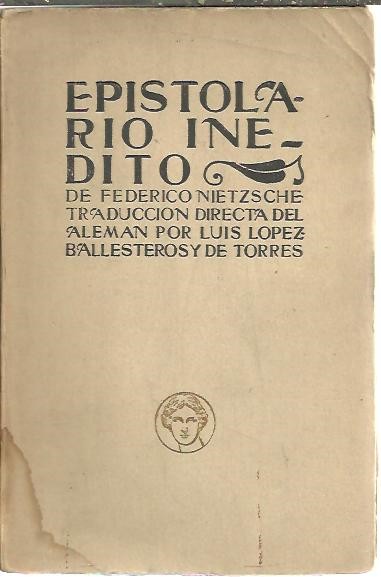 EPISTOLA-
RIO INE-
DITO
DE FEDERICO NIETZSCHE-
TRADUCCION DIRECTA DEL
ALEMAN POR LUIS LOPEZ-
BALLESTEROS Y DE TORRES